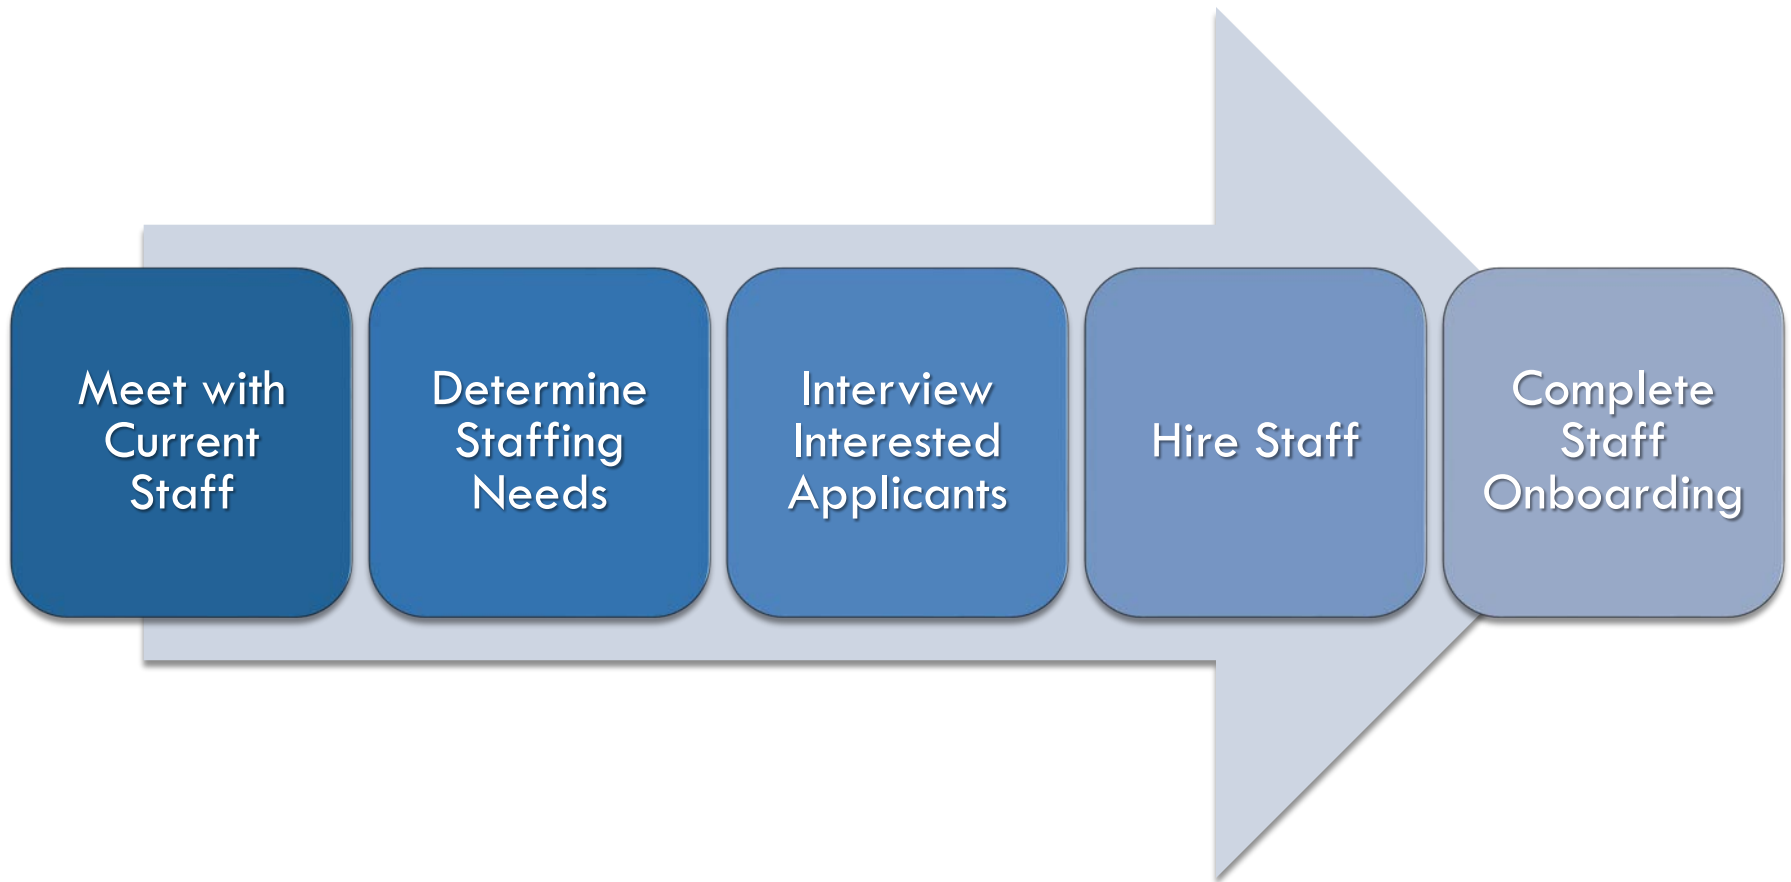 Meet with
Current
Staff
Determine
Staffing
Needs
Interview
Interested
Applicants
Hire Staff
Complete
Staff
Onboarding